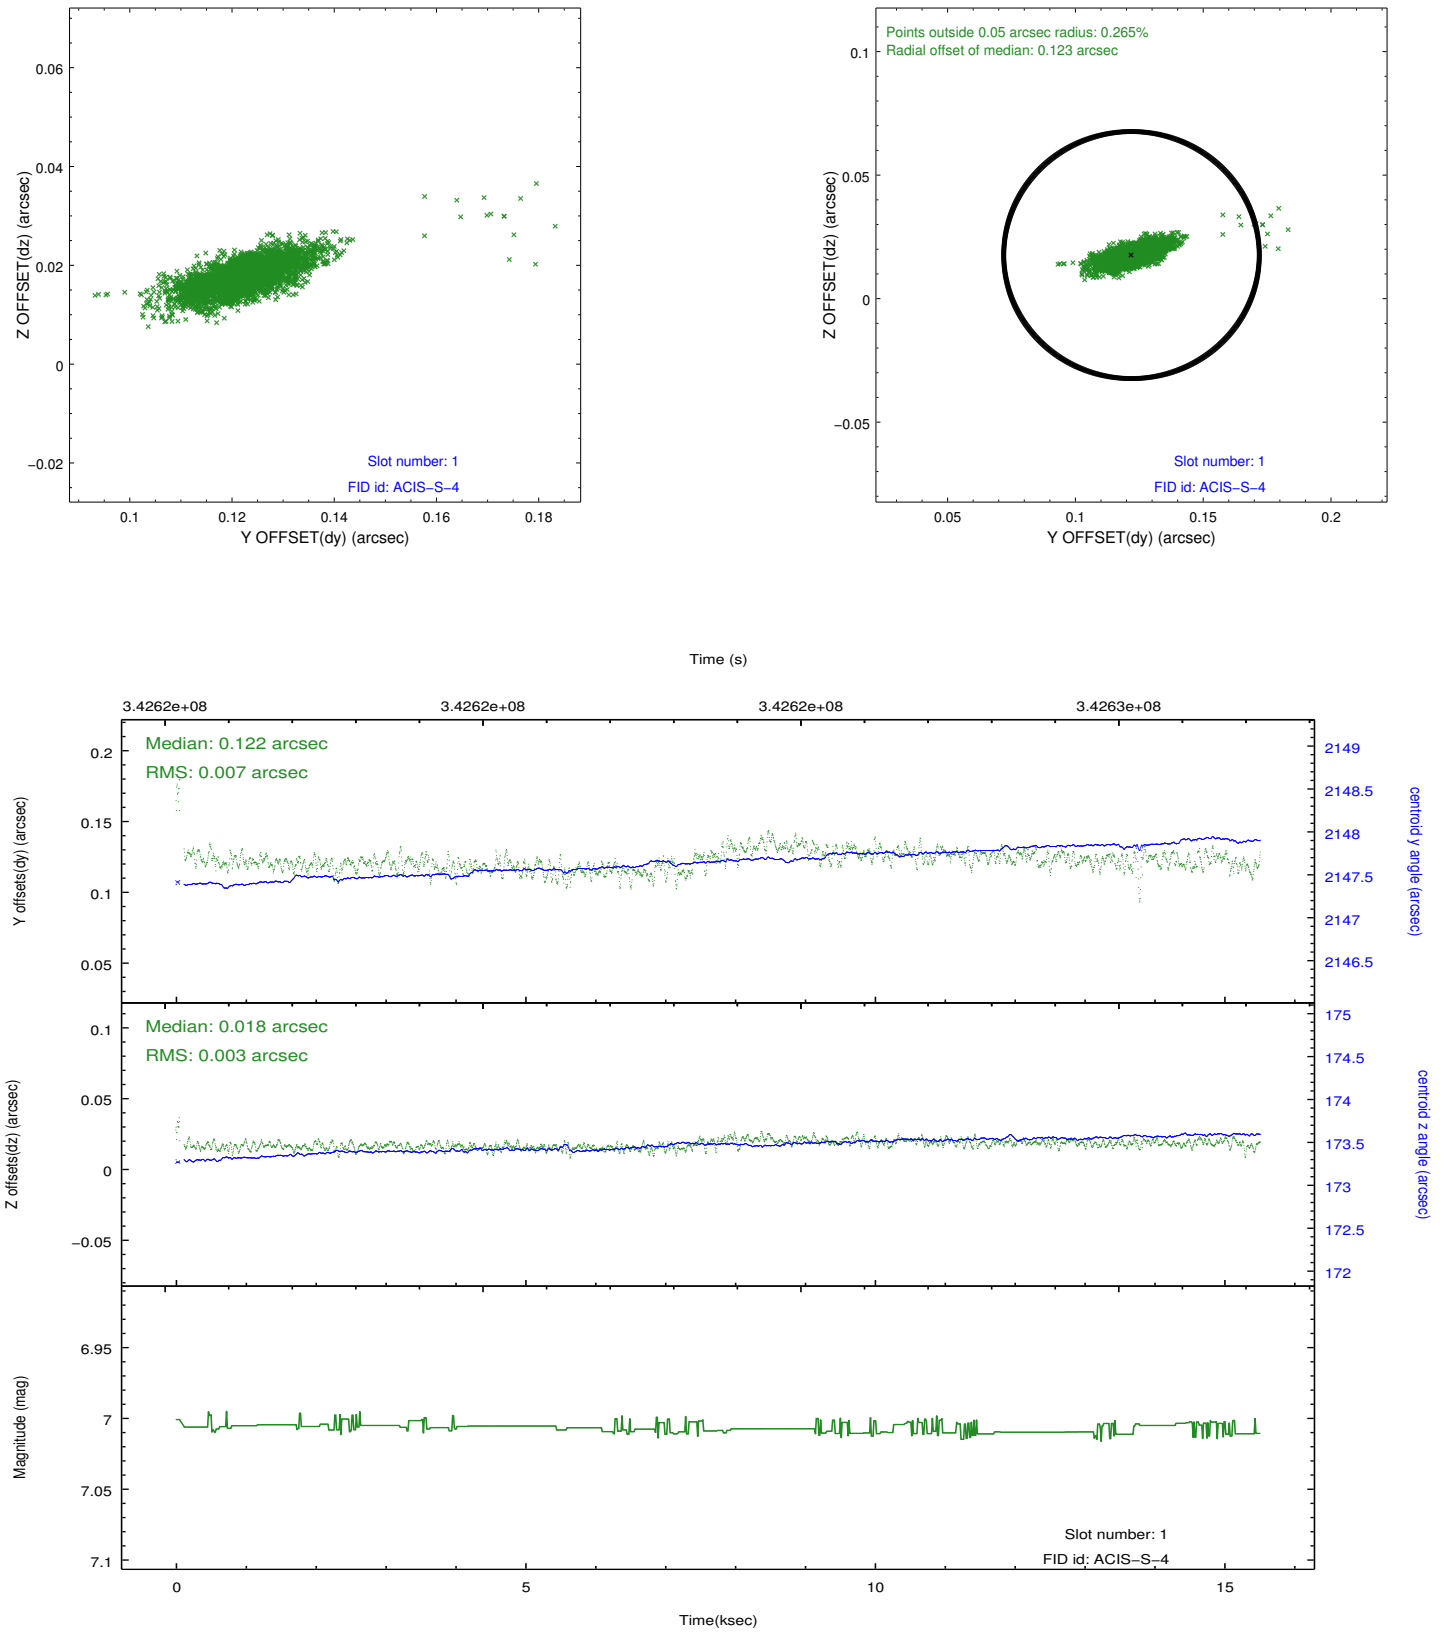 0.06
0.04
0.02
0
−0.02
Z OFFSET(dz) (arcsec)
Slot number: 1
FID id: ACIS−S−4
0.1
0.12
0.14
0.16
0.18
Y OFFSET(dy) (arcsec)
Points outside 0.05 arcsec radius: 0.265%
Radial offset of median: 0.123 arcsec
0.1
0.05
0
−0.05
Z OFFSET(dz) (arcsec)
Slot number: 1
FID id: ACIS−S−4
0.05
0.1
0.15
0.2
Y OFFSET(dy) (arcsec)
Time (s)
3.4262e+08
3.4262e+08
3.4262e+08
3.4263e+08
Median: 0.122 arcsec
RMS: 0.007 arcsec
0.2
0.15
0.1
0.05
Y offsets(dy) (arcsec)
2149
2148.5
2148
2147.5
2147
2146.5
centroid y angle (arcsec)
Median: 0.018 arcsec
RMS: 0.003 arcsec
0.1
0.05
0
−0.05
Z offsets(dz) (arcsec)
175
174.5
174
173.5
173
172.5
172
centroid z angle (arcsec)
6.95
7
7.05
7.1
Magnitude (mag)
Slot number: 1
FID id: ACIS−S−4
0
5
10
15
Time(ksec)